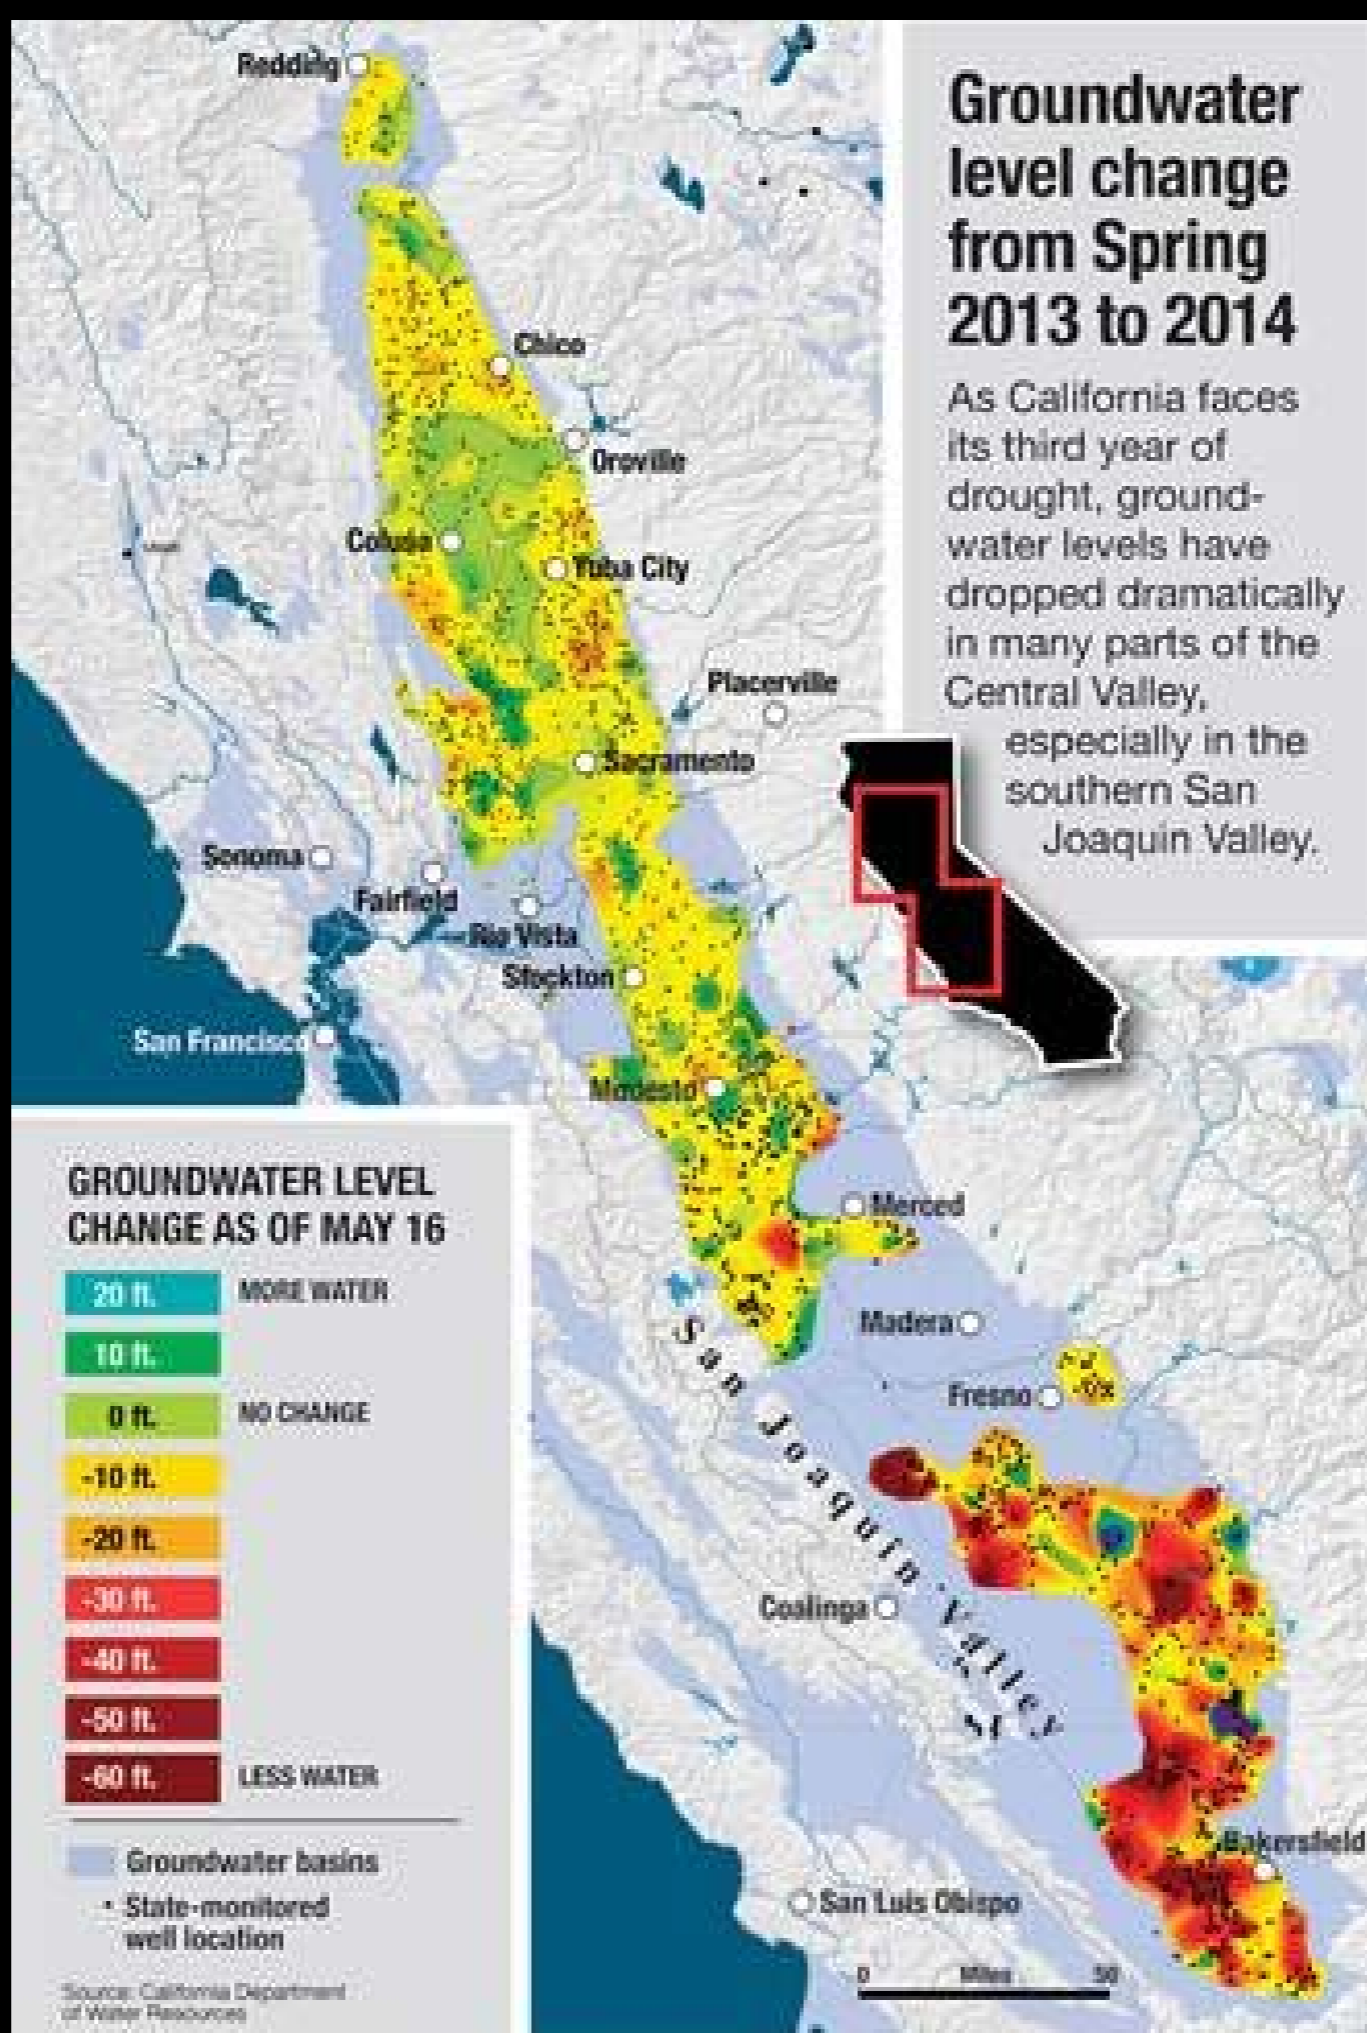 Groundwater
level change
from Spring
2013 to 2014
As California faces
its third year of
drought, ground-
water levels have
dropped dramatically
in many parts of the
Central Valley,
especially in the
southern San
Joaquin Valley.
Redding
Chico
Oroville
Colusa
Yuba City
Placerville
Sacramento
Sonoma
Fairfield
Rio Vista
Stockton
San Francisco
Modesto
Merced
Madera
Fresno
San Joaquin Valley
Coalinga
Bakersfield
San Luis Obispo
0 Miles 50
GROUNDWATER LEVEL
CHANGE AS OF MAY 16
20 ft. MORE WATER
10 ft.
0 ft. NO CHANGE
-10 ft.
-20 ft.
-30 ft.
-40 ft.
-50 ft.
-60 ft. LESS WATER
Groundwater basins
• State-monitored
well location
Source: California Department
of Water Resources